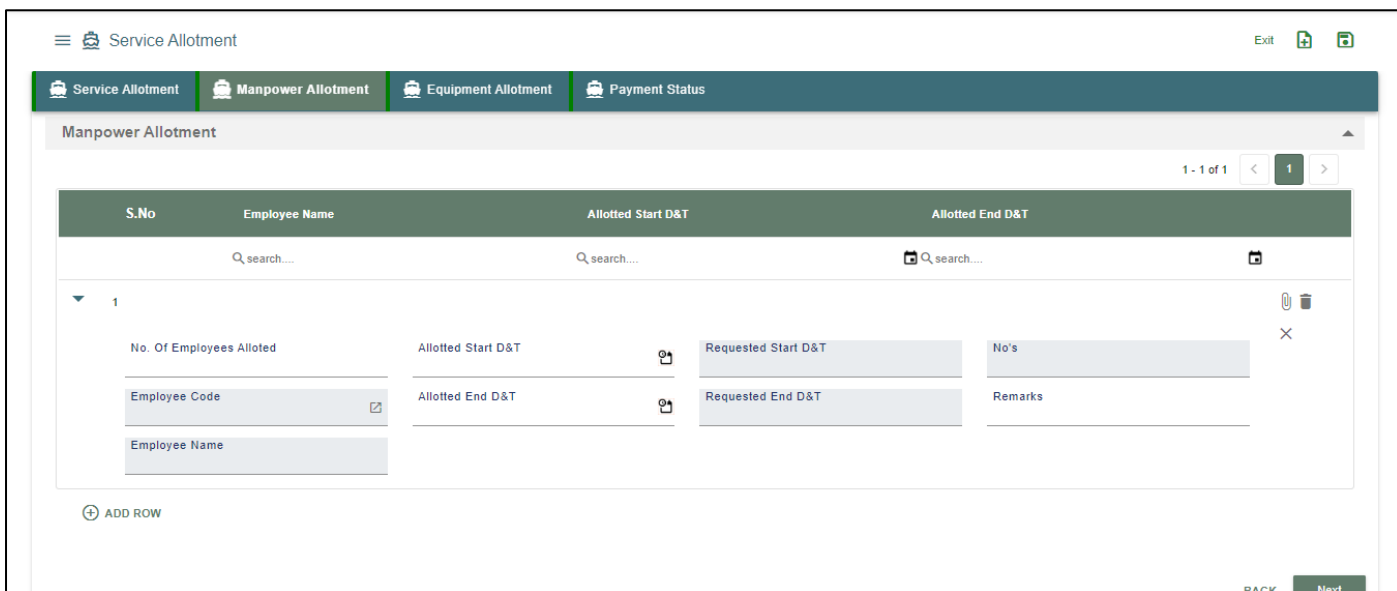 Service Allotment
Exit
Service Allotment Manpower Allotment Equipment Allotment Payment Status
Manpower Allotment
1 - 1 of 1 < 1 >
S.No Employee Name Allotted Start D&T Allotted End D&T
search.... search.... search....
1
No. Of Employees Alloted Allotted Start D&T Requested Start D&T No's
Employee Code Allotted End D&T Requested End D&T Remarks
Employee Name
ADD ROW
BACK Next